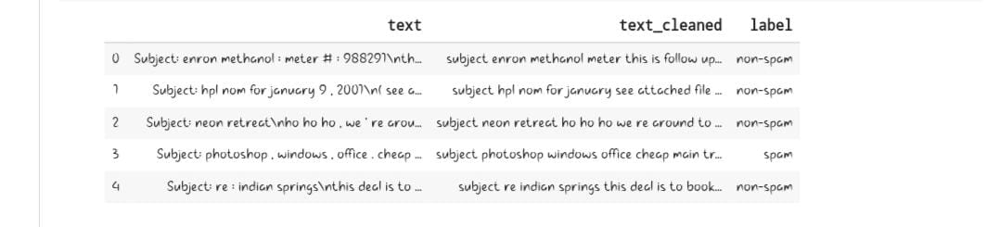 text text_cleaned label
0 Subject: enron methanol : meter # : 988291\nth... subject enron methanol meter this is follow up... non-spam
1 Subject: hpl nom for january 9 , 2001\n( see a... subject hpl nom for january see attached file ... non-spam
2 Subject: neon retreat\nho ho ho , we ' re arou... subject neon retreat ho ho ho we re around to ... non-spam
3 Subject: photoshop , windows , office . cheap ... subject photoshop windows office cheap main tr... spam
4 Subject: re : indian springs\nthis deal is to ... subject re indian springs this deal is to book... non-spam